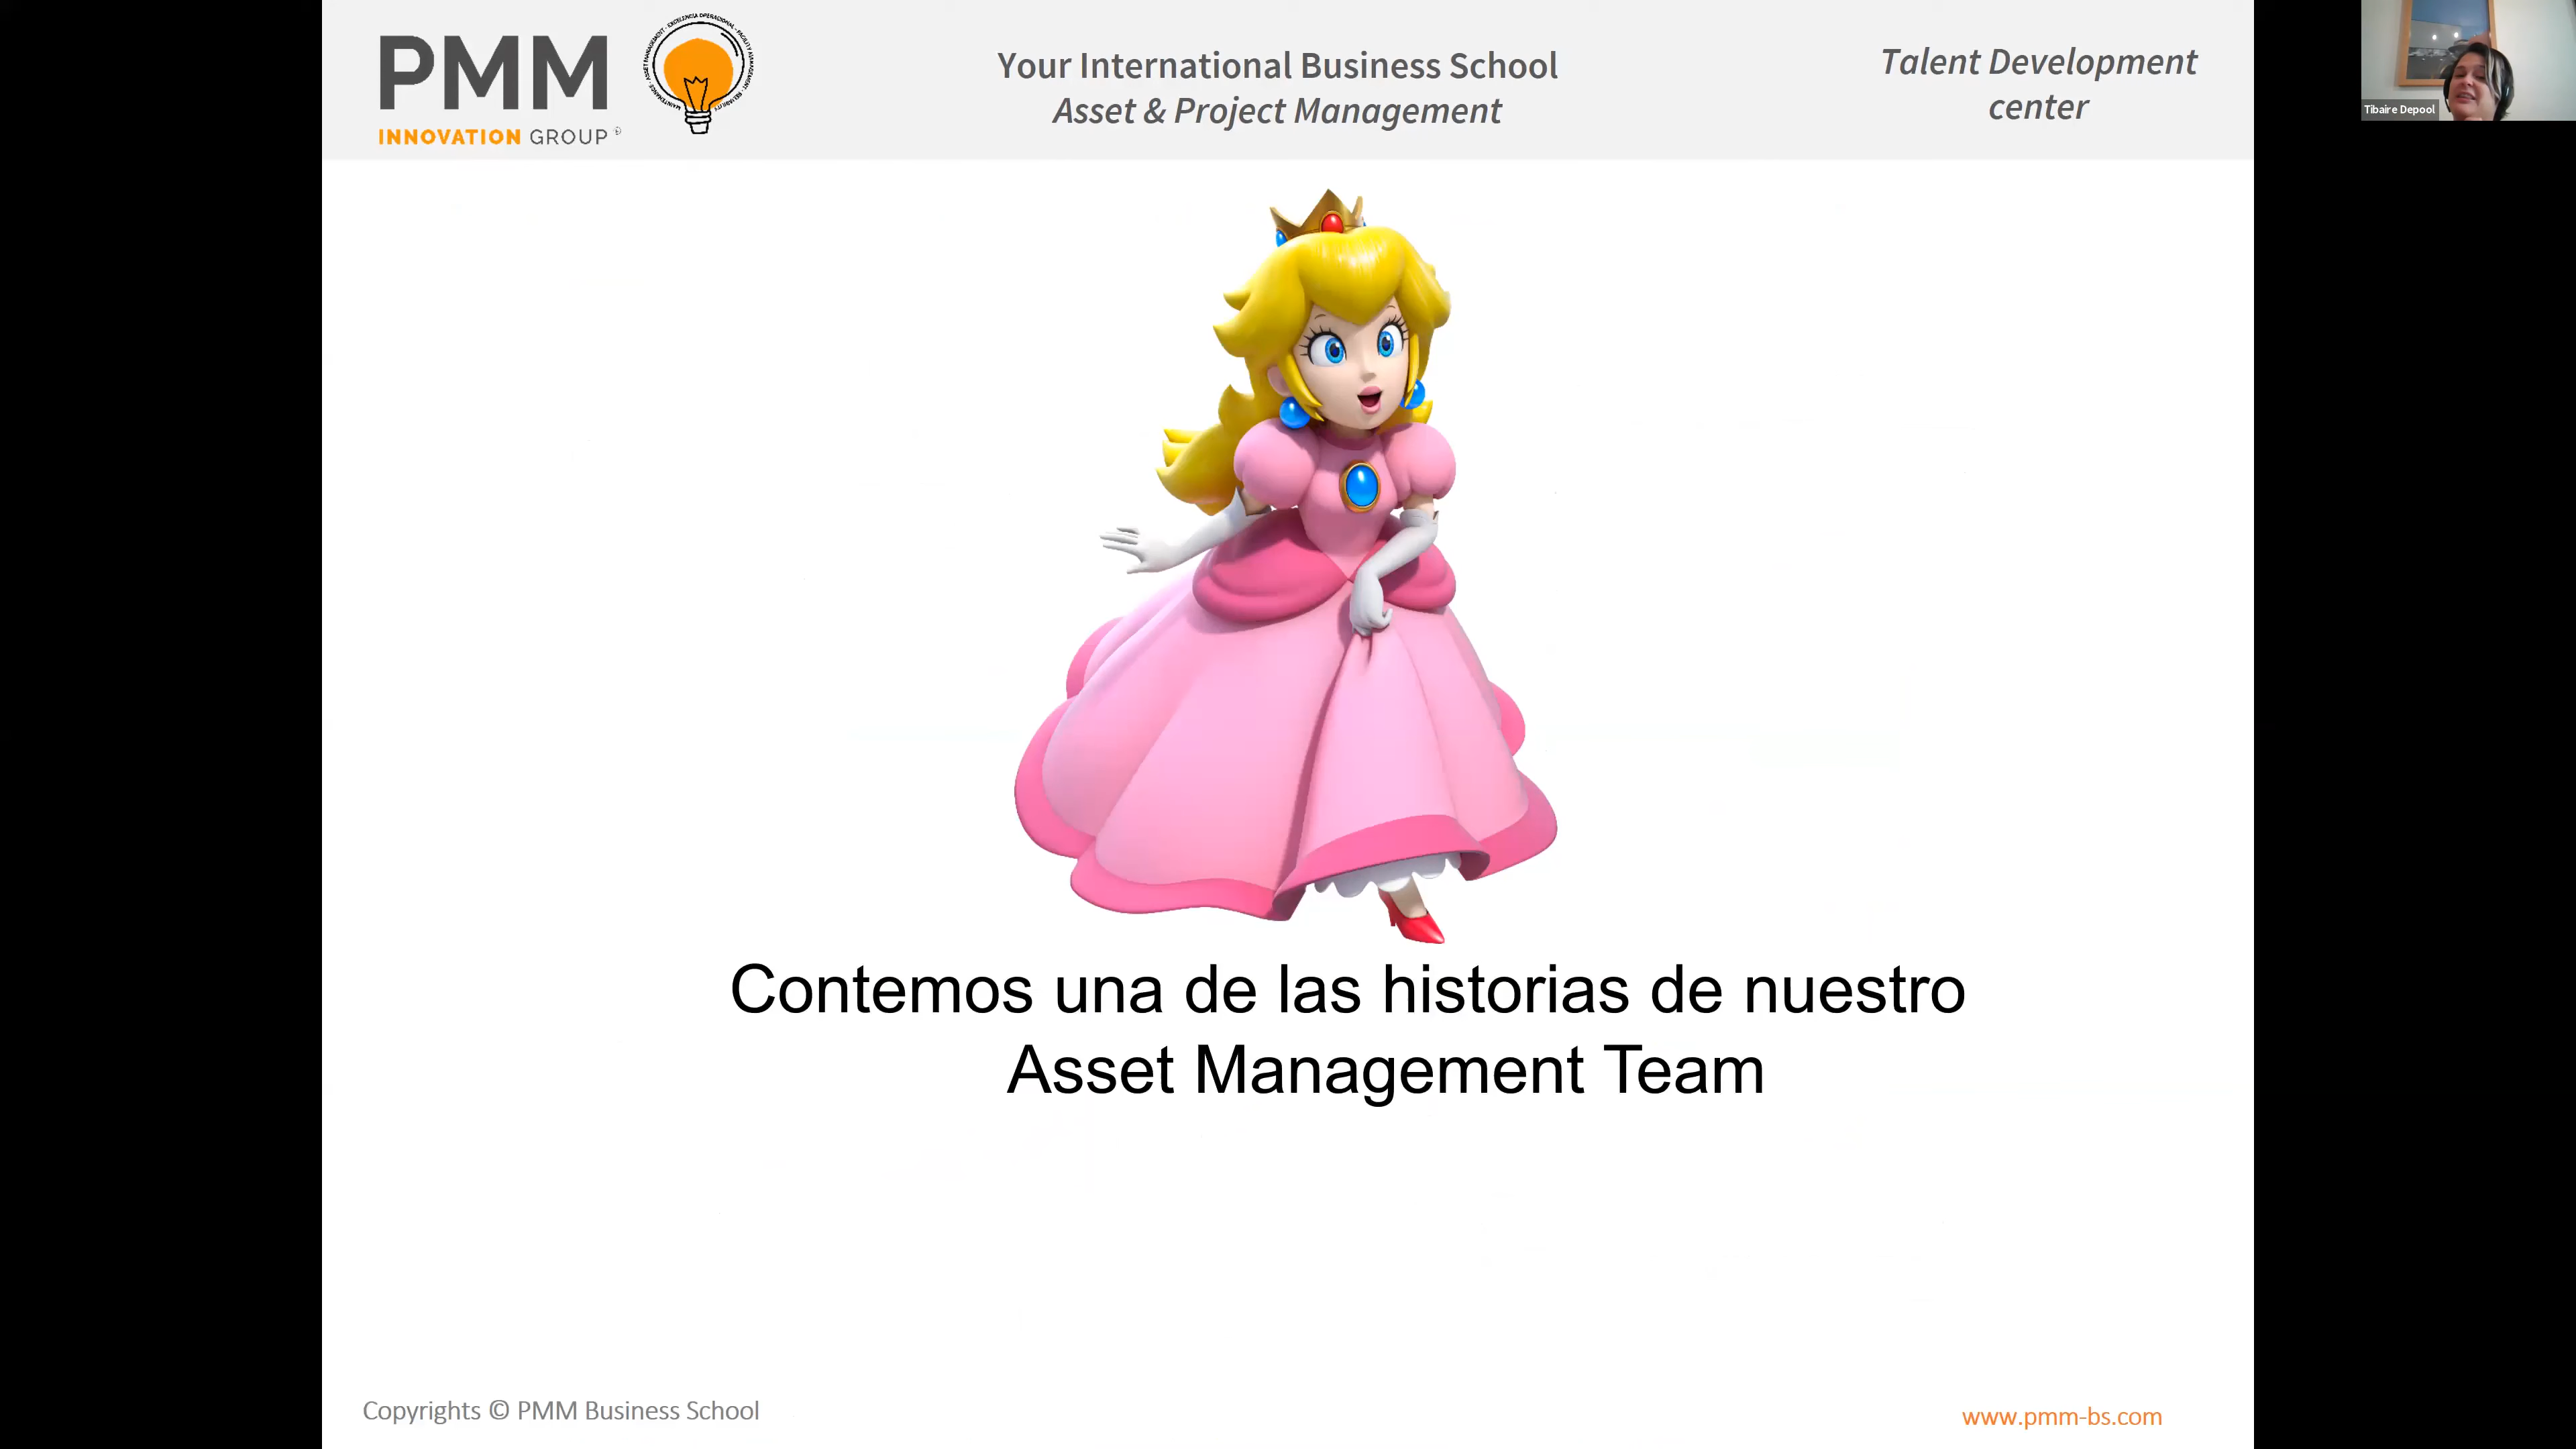 PMM
INNOVATION GROUP
Your International Business School
Asset & Project Management
Talent Development
center
Tibaire Depool
Contemos una de las historias de nuestro
Asset Management Team
Copyrights © PMM Business School
www.pmm-bs.com